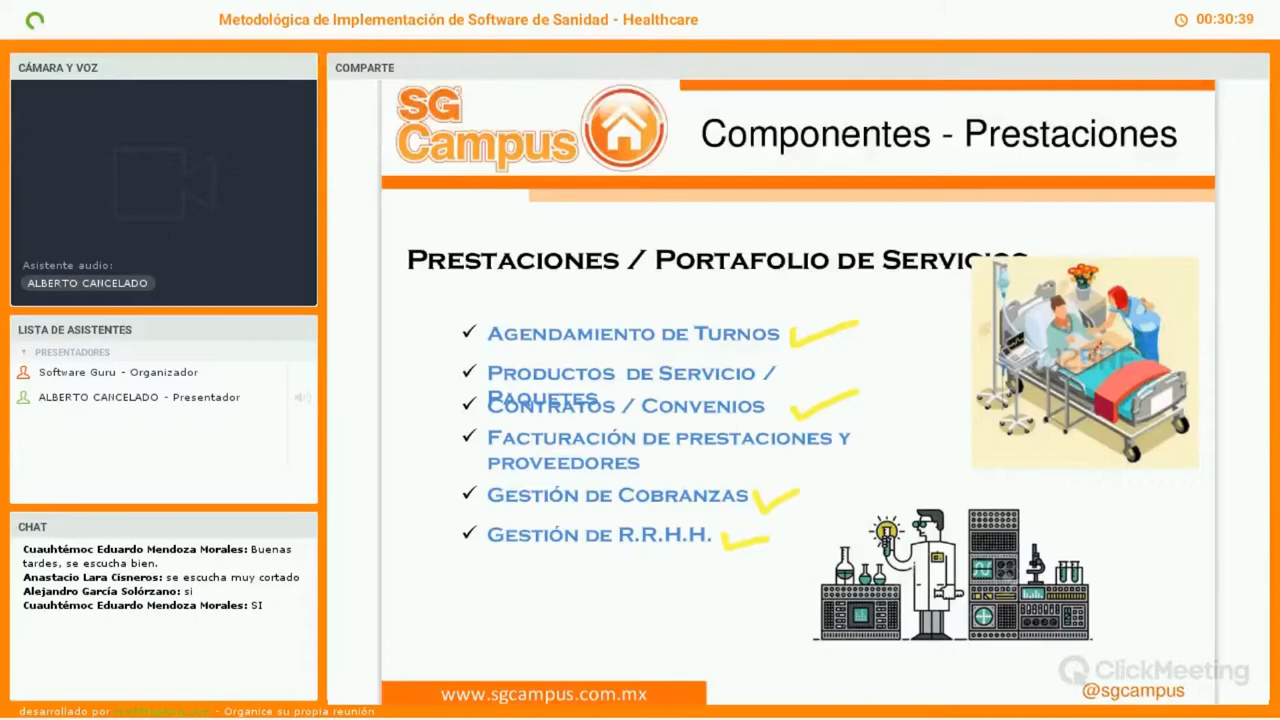 Metodológica de Implementación de Software de Sanidad - Healthcare
00:30:39
CÁMARA Y VOZ
Asistente audio:
ALBERTO CANCELADO
LISTA DE ASISTENTES
PRESENTADORES
Software Guru - Organizador
ALBERTO CANCELADO - Presentador
CHAT
Cuauhtémoc Eduardo Mendoza Morales: Buenas
tardes, se escucha bien.
Anastacio Lara Cisneros: se escucha muy cortado
Alejandro García Solórzano: si
Cuauhtémoc Eduardo Mendoza Morales: SI
COMPARTE
SG
Campus
Componentes - Prestaciones
PRESTACIONES / PORTAFOLIO DE SERVICIOS
AGENDAMIENTO DE TURNOS
PRODUCTOS DE SERVICIO /
PAQUETES
CONTRATOS / CONVENIOS
FACTURACIÓN DE PRESTACIONES Y
PROVEEDORES
GESTIÓN DE COBRANZAS
GESTIÓN DE R.R.H.H.
www.sgcampus.com.mx
ClickMeeting
@sgcampus
desarrollado por - Organice su propia reunión